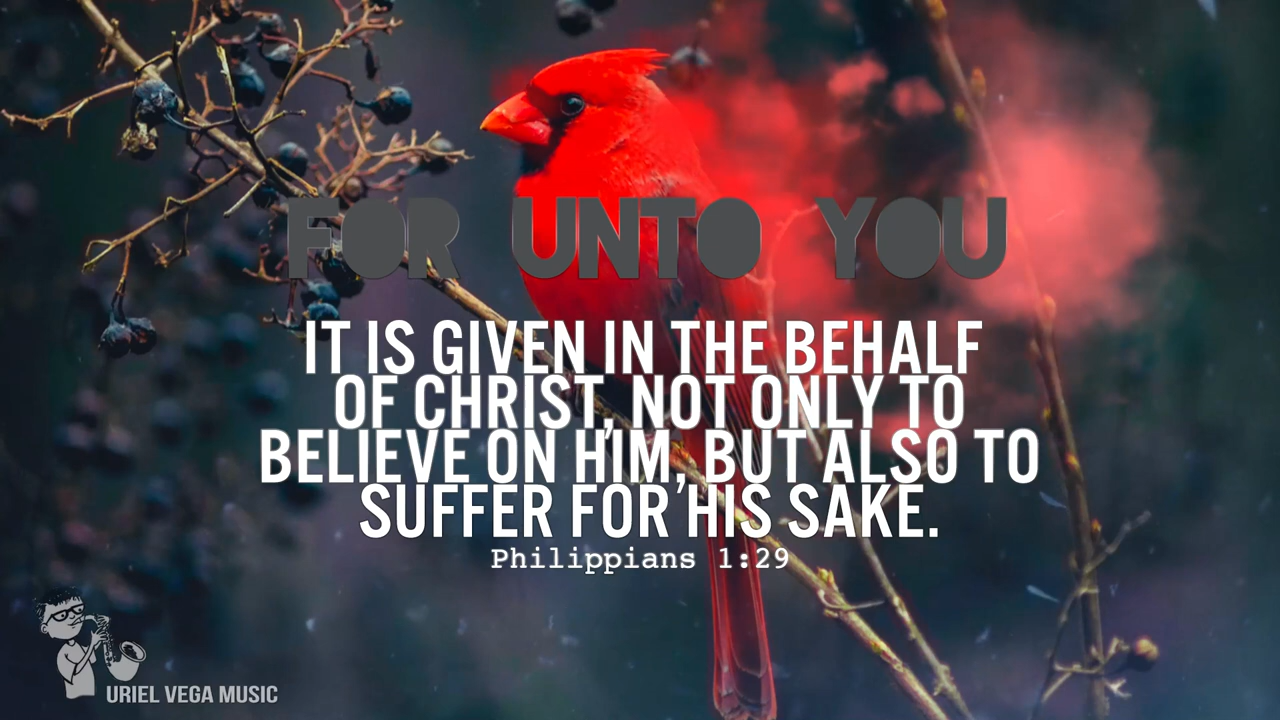 FOR UNTO YOU
IT IS GIVEN IN THE BEHALF
OF CHRIST, NOT ONLY TO
BELIEVE ON HIM, BUT ALSO TO
SUFFER FOR HIS SAKE.
Philippians 1:29
URIEL VEGA MUSIC